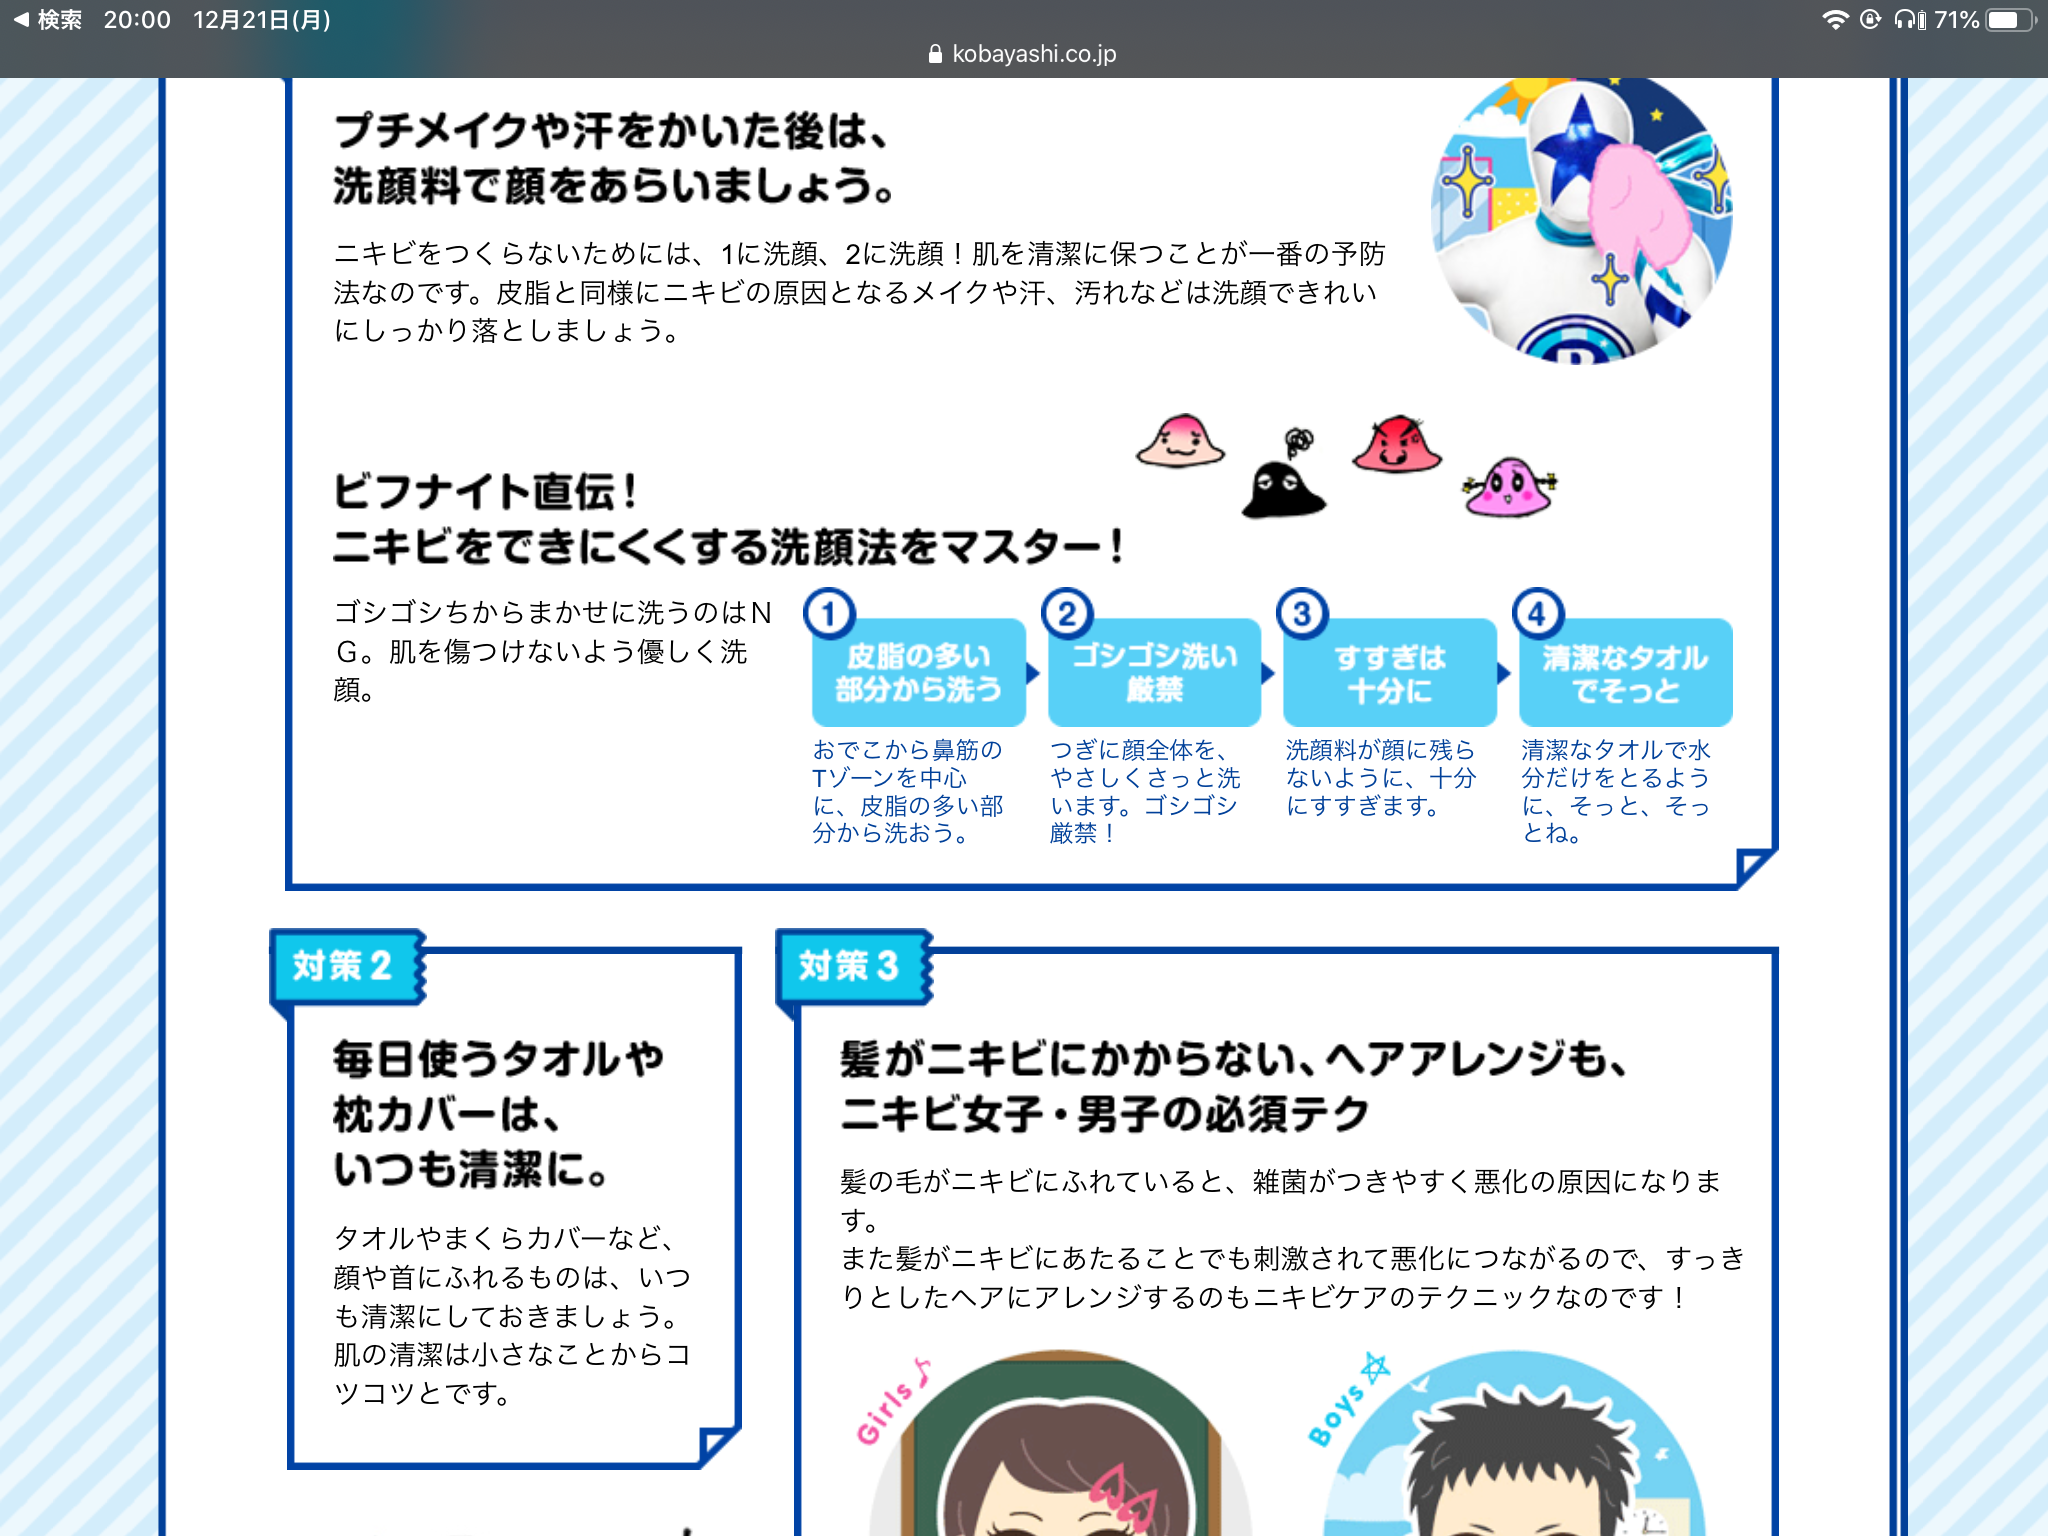 ◀ 検索 20:00 12月21日(月) 71%
kobayashi.co.jp
プチメイクや汗をかいた後は、
洗顔料で顔をあらいましょう。
ニキビをつくらないためには、1に洗顔、2に洗顔！肌を清潔に保つことが一番の予防
法なのです。皮脂と同様にニキビの原因となるメイクや汗、汚れなどは洗顔できれい
にしっかり落としましょう。
ビフナイト直伝！
ニキビをできにくくする洗顔法をマスター！
ゴシゴシちからまかせに洗うのはＮ
Ｇ。肌を傷つけないよう優しく洗
顔。
1
皮脂の多い
部分から洗う
おでこから鼻筋の
Tゾーンを中心
に、皮脂の多い部
分から洗おう。
2
ゴシゴシ洗い
厳禁
つぎに顔全体を、
やさしくさっと洗
います。ゴシゴシ
厳禁！
3
すすぎは
十分に
洗顔料が顔に残ら
ないように、十分
にすすぎます。
4
清潔なタオル
でそっと
清潔なタオルで水
分だけをとるよう
に、そっと、そっ
とね。
対策2
毎日使うタオルや
枕カバーは、
いつも清潔に。
タオルやまくらカバーなど、
顔や首にふれるものは、いつ
も清潔にしておきましょう。
肌の清潔は小さなことからコ
ツコツとです。
対策3
髪がニキビにかからない、ヘアアレンジも、
ニキビ女子・男子の必須テク
髪の毛がニキビにふれていると、雑菌がつきやすく悪化の原因になりま
す。
また髪がニキビにあたることでも刺激されて悪化につながるので、すっき
りとしたヘアにアレンジするのもニキビケアのテクニックなのです！
Girls♪
Boys☆